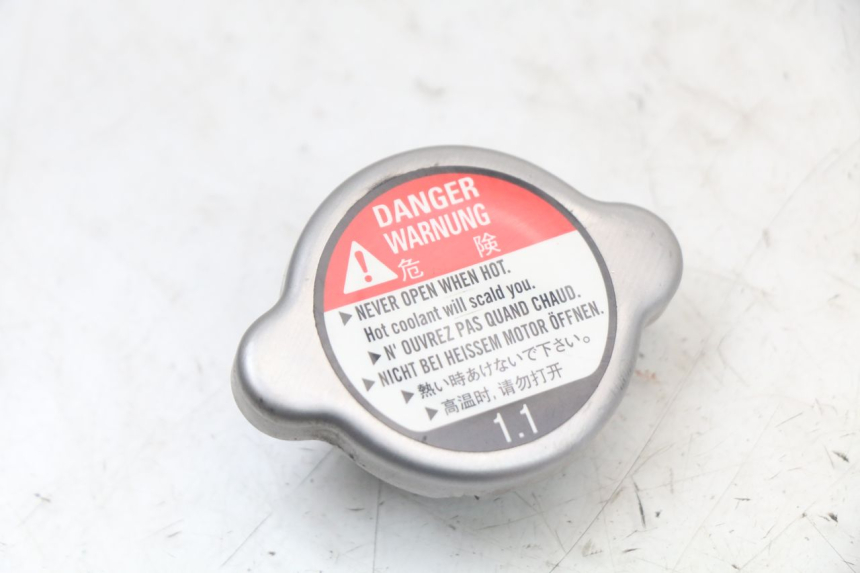 DANGER
WARNUNG
危 険
▶ NEVER OPEN WHEN HOT.
Hot coolant will scald you.
▶ N' OUVREZ PAS QUAND CHAUD.
▶ NICHT BEI HEISSEM MOTOR ÖFFNEN.
▶ 熱い時あけないで下さい。
▶ 高温时, 请勿打开
1.1